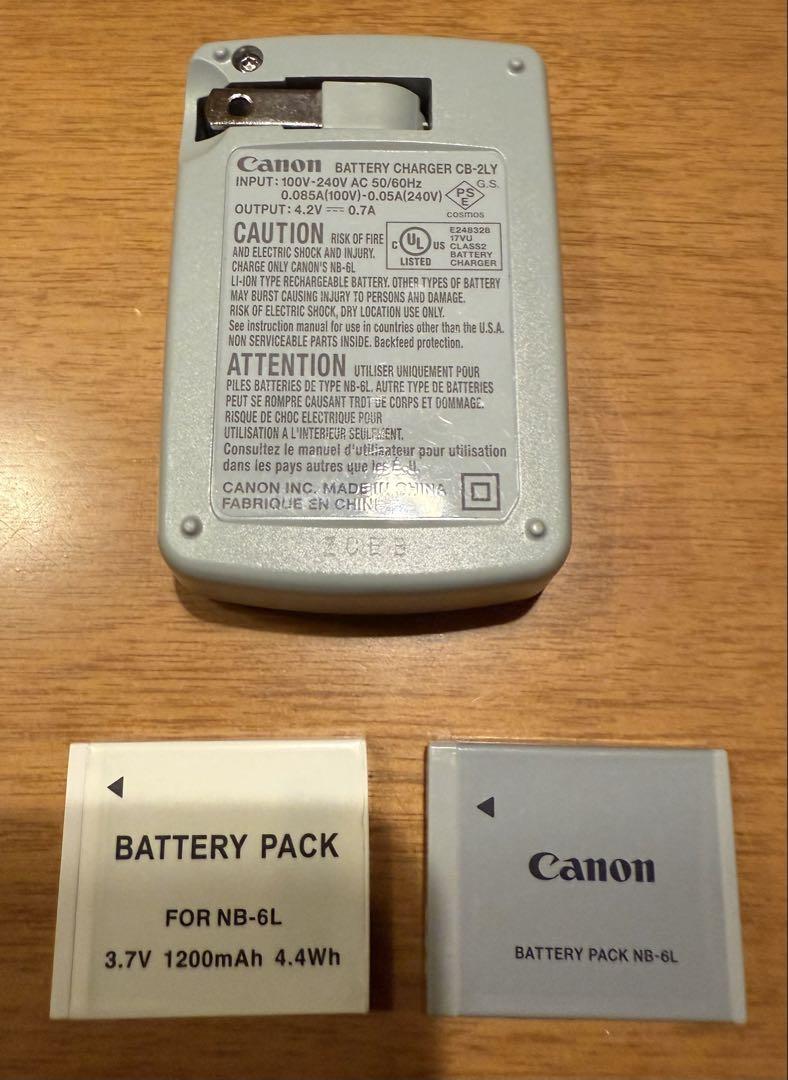 Canon BATTERY CHARGER CB-2LY
INPUT: 100V-240V AC 50/60Hz
0.085A(100V)-0.05A(240V)
OUTPUT: 4.2V ⎓ 0.7A
PS
E
G.S.
cosmos
CAUTION RISK OF FIRE
AND ELECTRIC SHOCK AND INJURY.
CHARGE ONLY CANON'S NB-6L
LI-ION TYPE RECHARGEABLE BATTERY. OTHER TYPES OF BATTERY
MAY BURST CAUSING INJURY TO PERSONS AND DAMAGE.
RISK OF ELECTRIC SHOCK, DRY LOCATION USE ONLY.
See instruction manual for use in countries other than the U.S.A.
NON SERVICEABLE PARTS INSIDE. Backfeed protection.
C UL US
LISTED
E248328
17VU
CLASS2
BATTERY
CHARGER
ATTENTION UTILISER UNIQUEMENT POUR
PILES BATTERIES DE TYPE NB-6L. AUTRE TYPE DE BATTERIES
PEUT SE ROMPRE CAUSANT TRDT DE CORPS ET DOMMAGE.
RISQUE DE CHOC ELECTRIQUE POUR
UTILISATION A L'INTERIEUR SEULEMENT.
Consultez le manuel d'utilisateur pour utilisation
dans les pays autres que les É.-U.
CANON INC. MADE IN CHINA
FABRIQUE EN CHINE
ZCEB
BATTERY PACK
FOR NB-6L
3.7V 1200mAh 4.4Wh
Canon
BATTERY PACK NB-6L